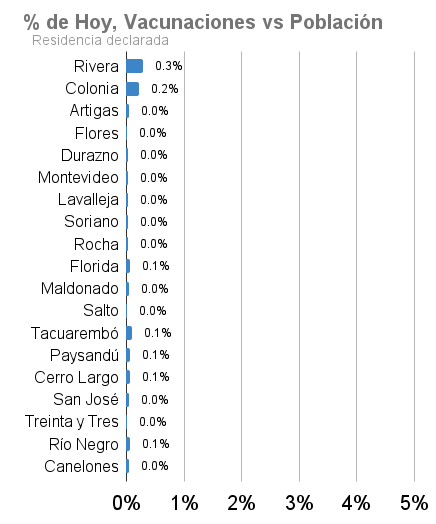 % de Hoy, Vacunaciones vs Población
Residencia declarada
Rivera 0.3%
Colonia 0.2%
Artigas 0.0%
Flores 0.0%
Durazno 0.0%
Montevideo 0.0%
Lavalleja 0.0%
Soriano 0.0%
Rocha 0.0%
Florida 0.1%
Maldonado 0.0%
Salto 0.0%
Tacuarembó 0.1%
Paysandú 0.1%
Cerro Largo 0.1%
San José 0.0%
Treinta y Tres 0.0%
Río Negro 0.1%
Canelones 0.0%
0% 1% 2% 3% 4% 5%